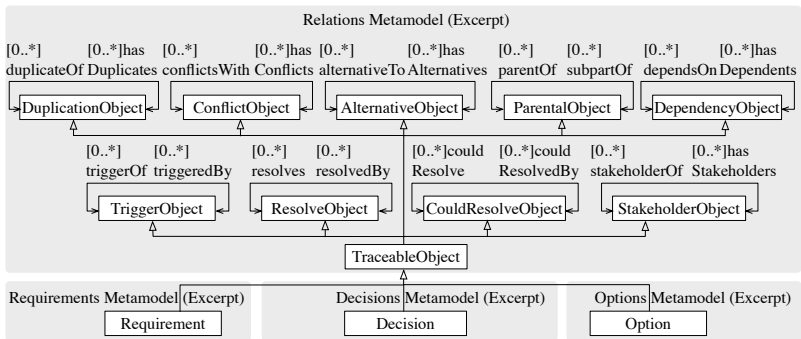 Relations Metamodel (Excerpt)
[0..*] [0..*]has [0..*] [0..*]has [0..*] [0..*]has [0..*] [0..*] [0..*] [0..*]has
duplicateOf Duplicates conflictsWith Conflicts alternativeTo Alternatives parentOf subpartOf dependsOn Dependents
DuplicationObject ConflictObject AlternativeObject ParentalObject DependencyObject
[0..*] [0..*] [0..*] [0..*] [0..*]could [0..*]could [0..*] [0..*]has
triggerOf triggeredBy resolves resolvedBy Resolve ResolvedBy stakeholderOf Stakeholders
TriggerObject ResolveObject CouldResolveObject StakeholderObject
TraceableObject
Requirements Metamodel (Excerpt) Decisions Metamodel (Excerpt) Options Metamodel (Excerpt)
Requirement Decision Option